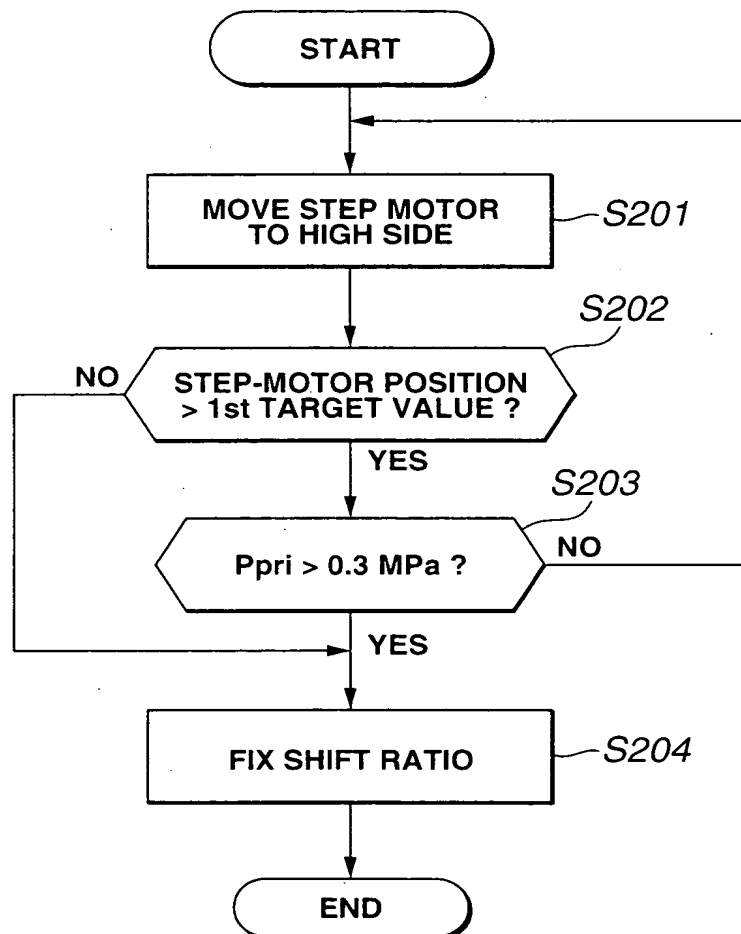 START
MOVE STEP MOTOR
TO HIGH SIDE
S201
S202
NO
STEP-MOTOR POSITION
> 1st TARGET VALUE ?
YES
S203
Ppri > 0.3 MPa ?
NO
YES
FIX SHIFT RATIO
S204
END